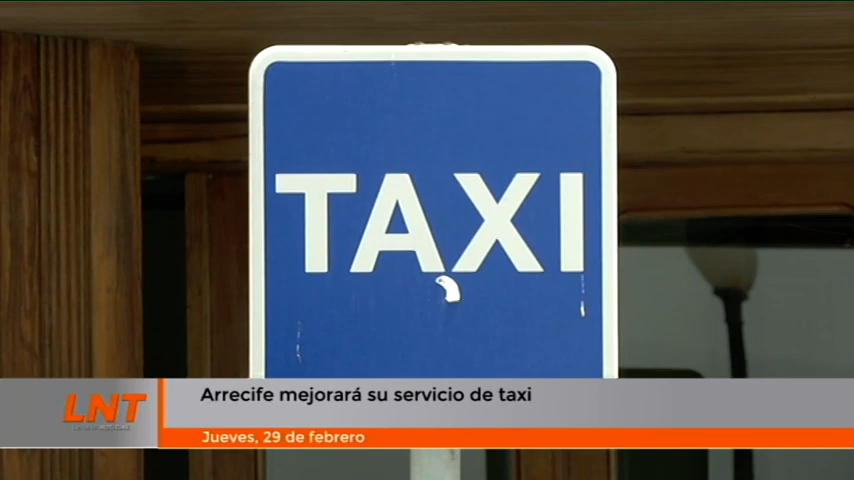 TAXI
Arrecife mejorará su servicio de taxi
LNT
Jueves, 29 de febrero